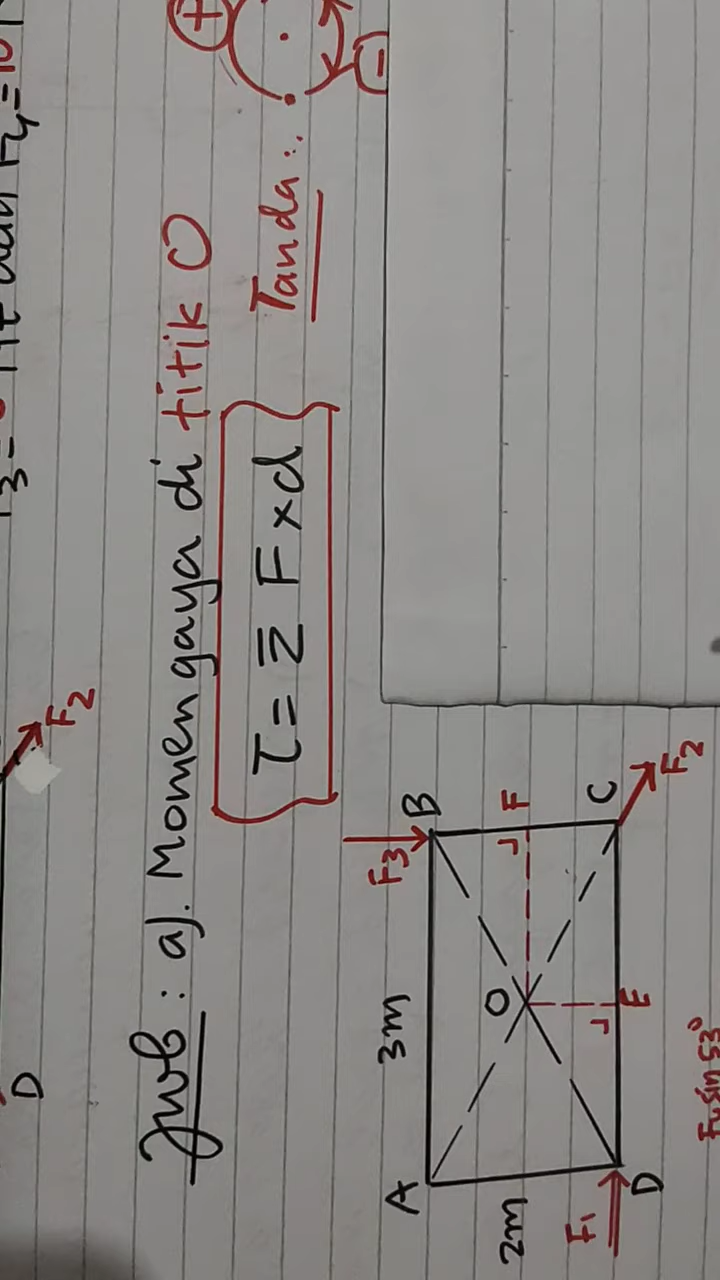 F2
D
Jwb : a). Momen gaya di titik O
τ = Σ F x d
Tanda..
+
-
F3
A
3m
B
O
F
2m
F1
D
E
C
F2